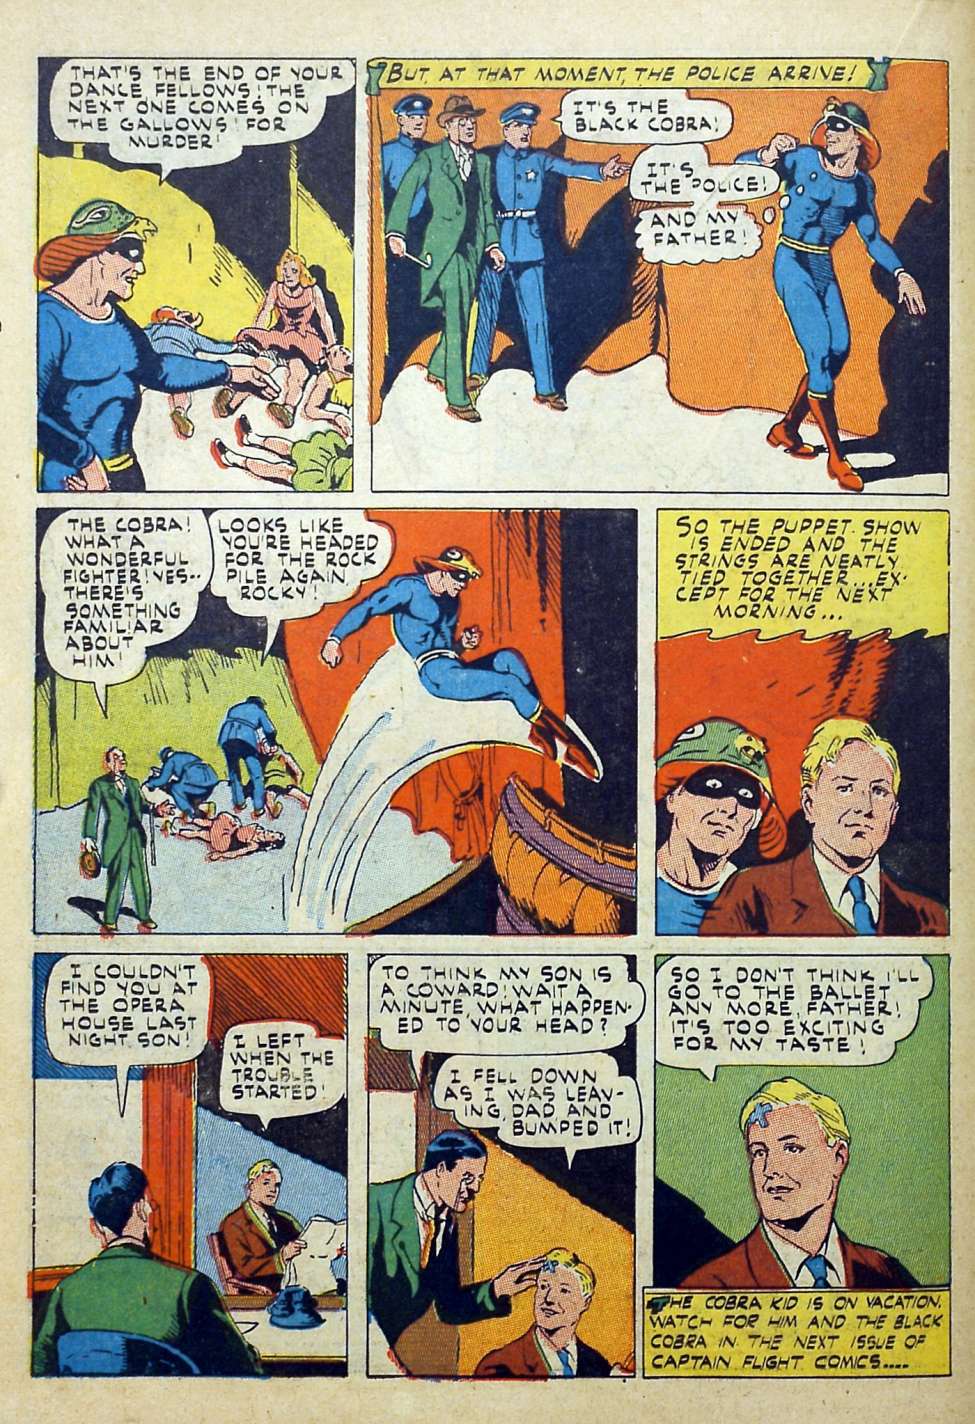 THAT'S THE END OF YOUR
DANCE, FELLOWS! THE
NEXT ONE COMES ON
THE GALLOWS! FOR
MURDER!
BUT, AT THAT MOMENT, THE POLICE ARRIVE!
IT'S THE
BLACK COBRA!
IT'S
THE POLICE!
AND MY
FATHER!
THE COBRA!
WHAT A
WONDERFUL
FIGHTER! YES--
THERE'S
SOMETHING
FAMILIAR
ABOUT
HIM!
LOOKS LIKE
YOU'RE HEADED
FOR THE ROCK
PILE AGAIN,
ROCKY!
SO THE PUPPET SHOW
IS ENDED AND THE
STRINGS ARE NEATLY
TIED TOGETHER...EX-
CEPT FOR THE NEXT
MORNING...
I COULDN'T
FIND YOU AT
THE OPERA
HOUSE LAST
NIGHT, SON!
I LEFT
WHEN THE
TROUBLE
STARTED!
TO THINK MY SON IS
A COWARD! WAIT A
MINUTE, WHAT HAPPEN-
ED TO YOUR HEAD?
I FELL DOWN
AS I WAS LEAV-
ING, DAD, AND
BUMPED IT!
SO I DON'T THINK I'LL
GO TO THE BALLET
ANY MORE, FATHER!
IT'S TOO EXCITING
FOR MY TASTE!
THE COBRA KID IS ON VACATION.
WATCH FOR HIM AND THE BLACK
COBRA IN THE NEXT ISSUE OF
CAPTAIN FLIGHT COMICS....